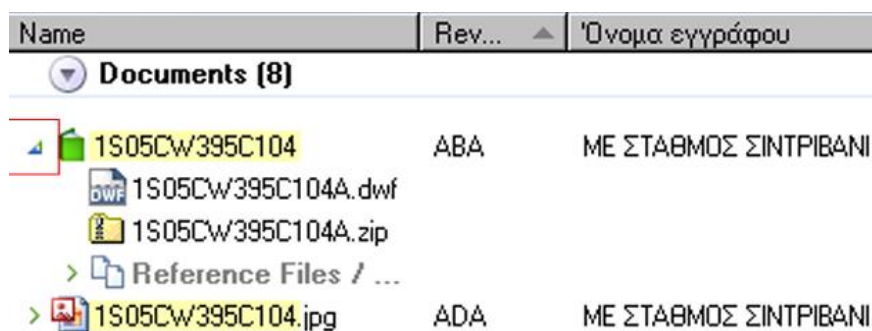 Name Rev... Όνομα εγγράφου
Documents (8)
1S05CW395C104 ABA ΜΕ ΣΤΑΘΜΟΣ ΣΙΝΤΡΙΒΑΝΙ
DWF 1S05CW395C104A.dwf
1S05CW395C104A.zip
Reference Files / ...
1S05CW395C104.jpg ADA ΜΕ ΣΤΑΘΜΟΣ ΣΙΝΤΡΙΒΑΝΙ